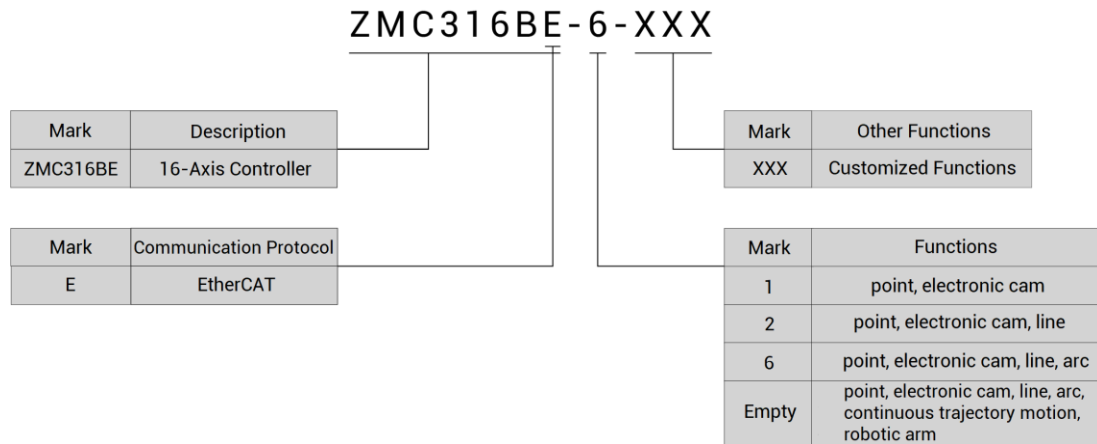 ZMC316BE-6-XXX
Mark Description
ZMC316BE 16-Axis Controller
Mark Communication Protocol
E EtherCAT
Mark Other Functions
XXX Customized Functions
Mark Functions
1 point, electronic cam
2 point, electronic cam, line
6 point, electronic cam, line, arc
Empty point, electronic cam, line, arc,
continuous trajectory motion,
robotic arm